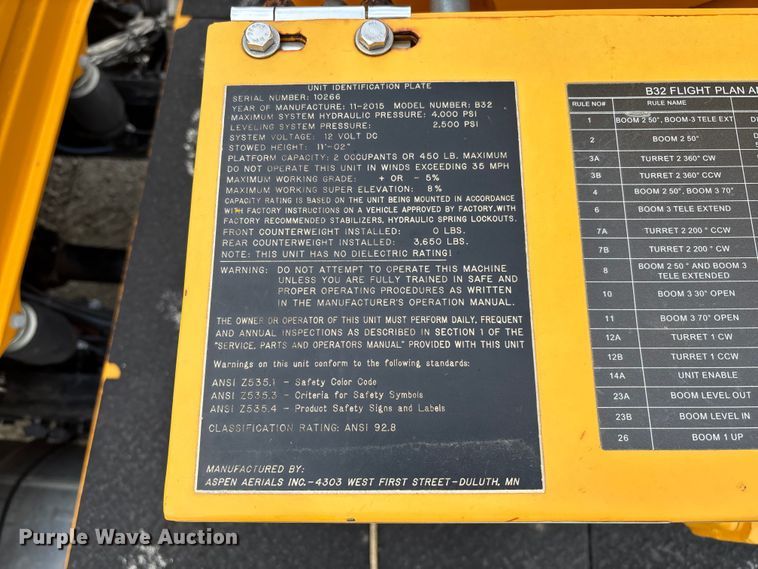 UNIT IDENTIFICATION PLATE
SERIAL NUMBER: 10266
YEAR OF MANUFACTURE: 11-2015 MODEL NUMBER: B32
MAXIMUM SYSTEM HYDRAULIC PRESSURE: 4,000 PSI
LEVELING SYSTEM PRESSURE: 2,500 PSI
SYSTEM VOLTAGE: 12 VOLT DC
STOWED HEIGHT: 11'-02"
PLATFORM CAPACITY: 2 OCCUPANTS OR 450 LB. MAXIMUM
DO NOT OPERATE THIS UNIT IN WINDS EXCEEDING 35 MPH
MAXIMUM WORKING GRADE: + OR - 5%
MAXIMUM WORKING SUPER ELEVATION: 8%
CAPACITY RATING IS BASED ON THE UNIT BEING MOUNTED IN ACCORDANCE
WITH FACTORY INSTRUCTIONS ON A VEHICLE APPROVED BY FACTORY, WITH
FACTORY RECOMMENDED STABILIZERS, HYDRAULIC SPRING LOCKOUTS.
FRONT COUNTERWEIGHT INSTALLED: 0 LBS.
REAR COUNTERWEIGHT INSTALLED: 3,650 LBS.
NOTE: THIS UNIT HAS NO DIELECTRIC RATING!
WARNING: DO NOT ATTEMPT TO OPERATE THIS MACHINE
UNLESS YOU ARE FULLY TRAINED IN SAFE AND
PROPER OPERATING PROCEDURES AS WRITTEN
IN THE MANUFACTURER'S OPERATION MANUAL.
THE OWNER OR OPERATOR OF THIS UNIT MUST PERFORM DAILY, FREQUENT
AND ANNUAL INSPECTIONS AS DESCRIBED IN SECTION 1 OF THE
"SERVICE, PARTS AND OPERATORS MANUAL" PROVIDED WITH THIS UNIT
Warnings on this unit conform to the following standards:
ANSI Z535.1 - Safety Color Code
ANSI Z535.3 - Criteria for Safety Symbols
ANSI Z535.4 - Product Safety Signs and Labels
CLASSIFICATION RATING: ANSI 92.8
MANUFACTURED BY:
ASPEN AERIALS INC.-4303 WEST FIRST STREET-DULUTH, MN
B32 FLIGHT PLAN
RULE NO# RULE NAME
1 BOOM 2 50°, BOOM-3 TELE EXT
2 BOOM 2 50°
3A TURRET 2 360° CW
3B TURRET 2 360° CCW
4 BOOM 2 50°, BOOM 3 70°
6 BOOM 3 TELE EXTEND
7A TURRET 2 200 ° CCW
7B TURRET 2 200 ° CW
8 BOOM 2 50 ° AND BOOM 3
TELE EXTENDED
10 BOOM 3 30° OPEN
11 BOOM 3 70° OPEN
12A TURRET 1 CW
12B TURRET 1 CCW
14A UNIT ENABLE
23A BOOM LEVEL OUT
23B BOOM LEVEL IN
26 BOOM 1 UP
Purple Wave Auction